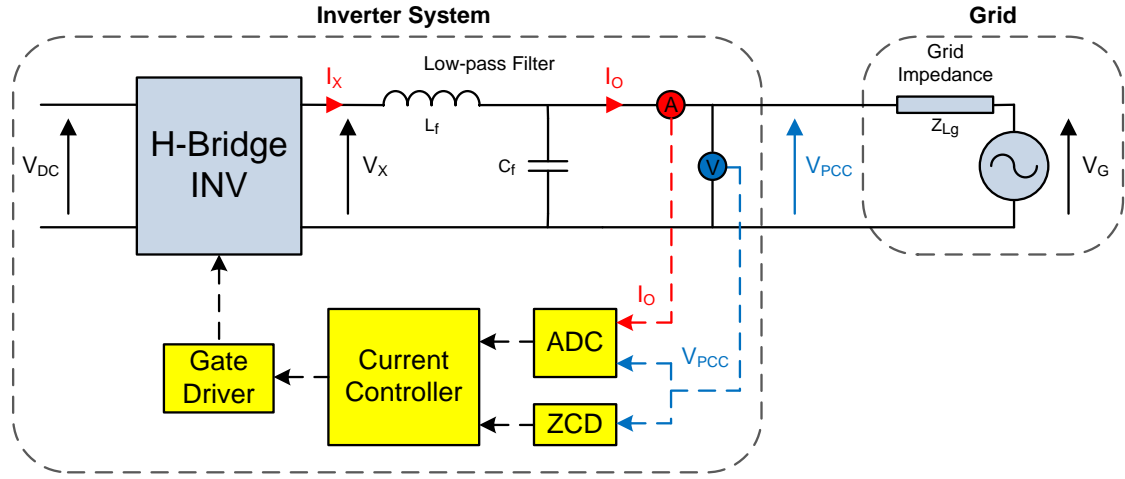 Inverter System
Grid
I_X
Low-pass Filter
I_O
Grid
Impedance
A
L_f
Z_Lg
H-Bridge
INV
V_DC
V_X
C_f
V
V_PCC
V_G
I_O
ADC
V_PCC
Gate
Driver
Current
Controller
ZCD